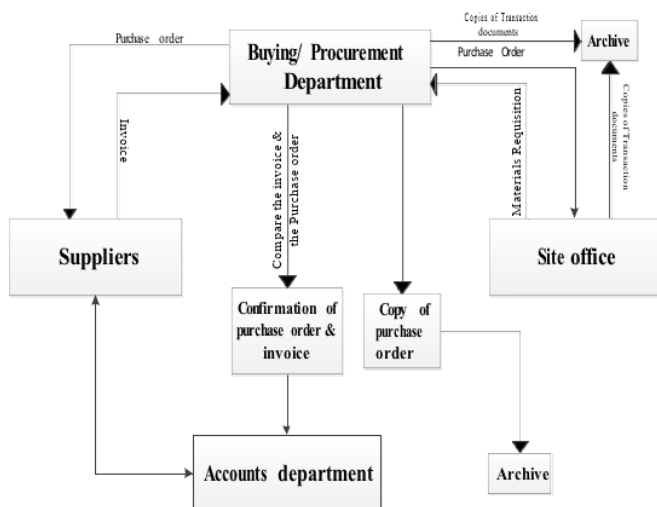 Copies of Transaction
documents
Purchase order
Purchase Order
Archive
Buying/ Procurement
Department
Invoice
Compare the invoice &
the Purchase order
Materials Requisition
Copies of Transaction
documents
Suppliers
Site office
Confirmation of
purchase order &
invoice
Copy of
purchase
order
Accounts department
Archive